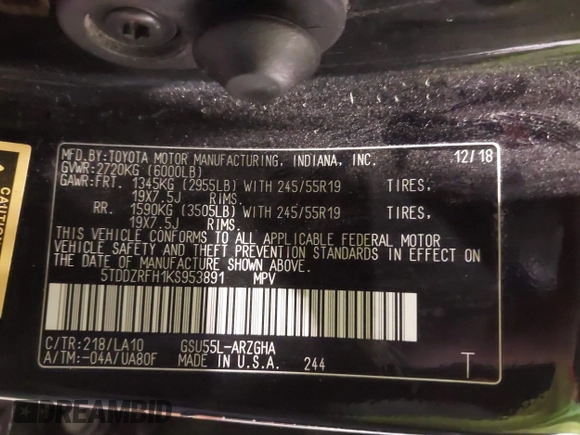 MFD.BY:TOYOTA MOTOR MANUFACTURING, INDIANA, INC. 12/18
GVWR:2720KG (6000LB)
GAWR:FRT. 1345KG (2955LB) WITH 245/55R19 TIRES,
19X7.5J RIMS.
RR. 1590KG (3505LB) WITH 245/55R19 TIRES,
19X7.5J RIMS.
THIS VEHICLE CONFORMS TO ALL APPLICABLE FEDERAL MOTOR
VEHICLE SAFETY AND THEFT PREVENTION STANDARDS IN EFFECT ON
THE DATE OF MANUFACTURE SHOWN ABOVE.
5TDDZRFH1KS953891 MPV
C/TR:218/LA10 GSU55L-ARZGHA
A/TM:-04A/UA80F MADE IN U.S.A. 244 T
CAUTION
DREAMBID